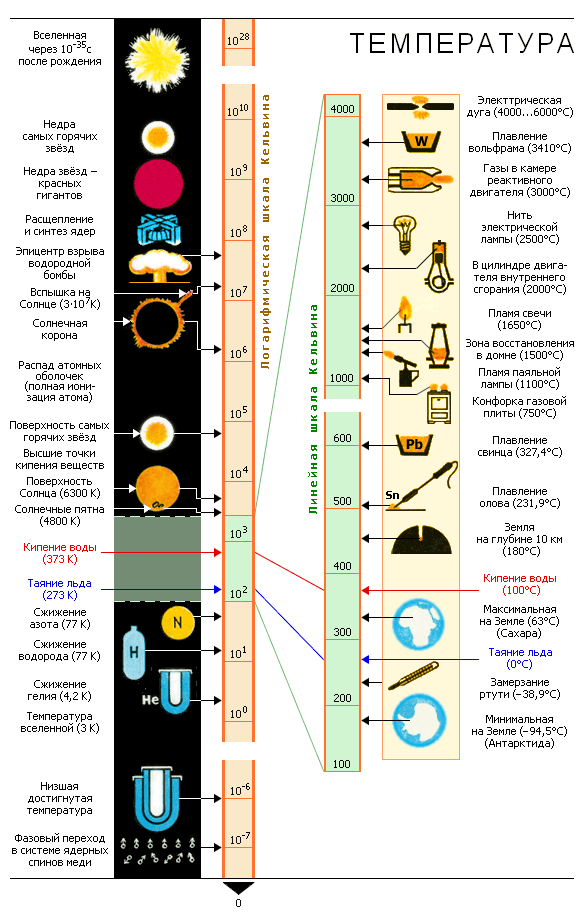 ТЕМПЕРАТУРА
Вселенная
через 10⁻³⁵с
после рождения
Недра
самых горячих
звёзд
Недра звёзд –
красных
гигантов
Расщепление
и синтез ядер
Эпицентр взрыва
водородной
бомбы
Вспышка на
Солнце (3·10⁷К)
Солнечная
корона
Распад атомных
оболочек
(полная иони-
зация атома)
Поверхность самых
горячих звёзд
Высшие точки
кипения веществ
Поверхность
Солнца (6300 К)
Солнечные пятна
(4800 К)
Кипение воды
(373 К)
Таяние льда
(273 К)
Сжижение
азота (77 К)
Сжижение
водорода (77 К)
Сжижение
гелия (4,2 К)
Температура
вселенной (3 К)
Низшая
достигнутая
температура
Фазовый переход
в системе ядерных
спинов меди
N
H
He
10²⁸
10¹⁰
10⁹
10⁸
10⁷
10⁶
10⁵
10⁴
10³
10²
10¹
10⁰
10⁻⁶
10⁻⁷
0
Логарифмическая шкала Кельвина
Линейная шкала Кельвина
4000
3000
2000
1000
600
500
400
300
200
100
W
Pb
Sn
Электтрическая
дуга (4000...6000°С)
Плавление
вольфрама (3410°С)
Газы в камере
реактивного
двигателя (3000°С)
Нить
электрической
лампы (2500°С)
В цилиндре двига-
теля внутреннего
сгорания (2000°С)
Пламя свечи
(1650°С)
Зона восстановления
в домне (1500°С)
Пламя паяльной
лампы (1100°С)
Конфорка газовой
плиты (750°С)
Плавление
свинца (327,4°С)
Плавление
олова (231,9°С)
Земля
на глубине 10 км
(180°С)
Кипение воды
(100°С)
Максимальная
на Земле (63°С)
(Сахара)
Таяние льда
(0°С)
Замерзание
ртути (–38,9°С)
Минимальная
на Земле (–94,5°С)
(Антарктида)